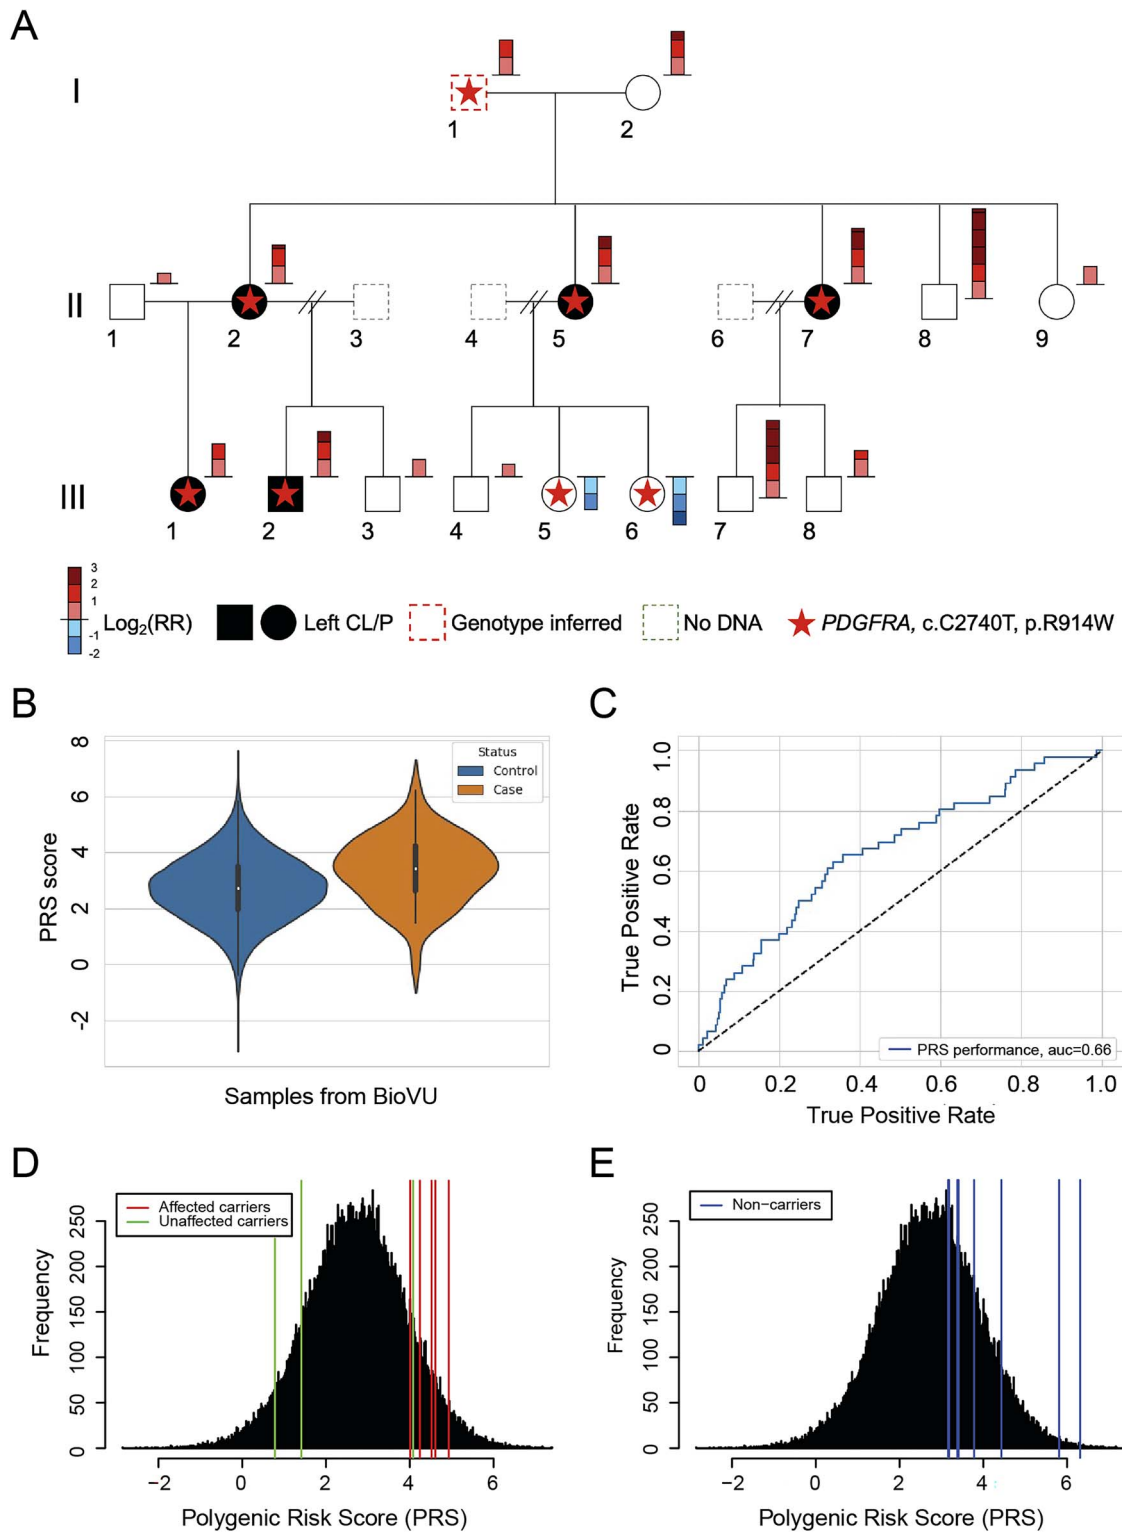 A
I
1
2
II
1
2
3
4
5
6
7
8
9
III
1
2
3
4
5
6
7
8
3
2
1
-1
-2
Log2(RR)
Left CL/P
Genotype inferred
No DNA
PDGFRA, c.C2740T, p.R914W
B
8
6
4
2
0
-2
PRS score
Status
Control
Case
Samples from BioVU
C
1.0
0.8
0.6
0.4
0.2
0
True Positive Rate
0
0.2
0.4
0.6
0.8
1.0
PRS performance, auc=0.66
True Positive Rate
D
Affected carriers
Unaffected carriers
250
200
150
100
50
0
Frequency
−2
0
2
4
6
Polygenic Risk Score (PRS)
E
Non-carriers
250
200
150
100
50
0
Frequency
−2
0
2
4
6
Polygenic Risk Score (PRS)